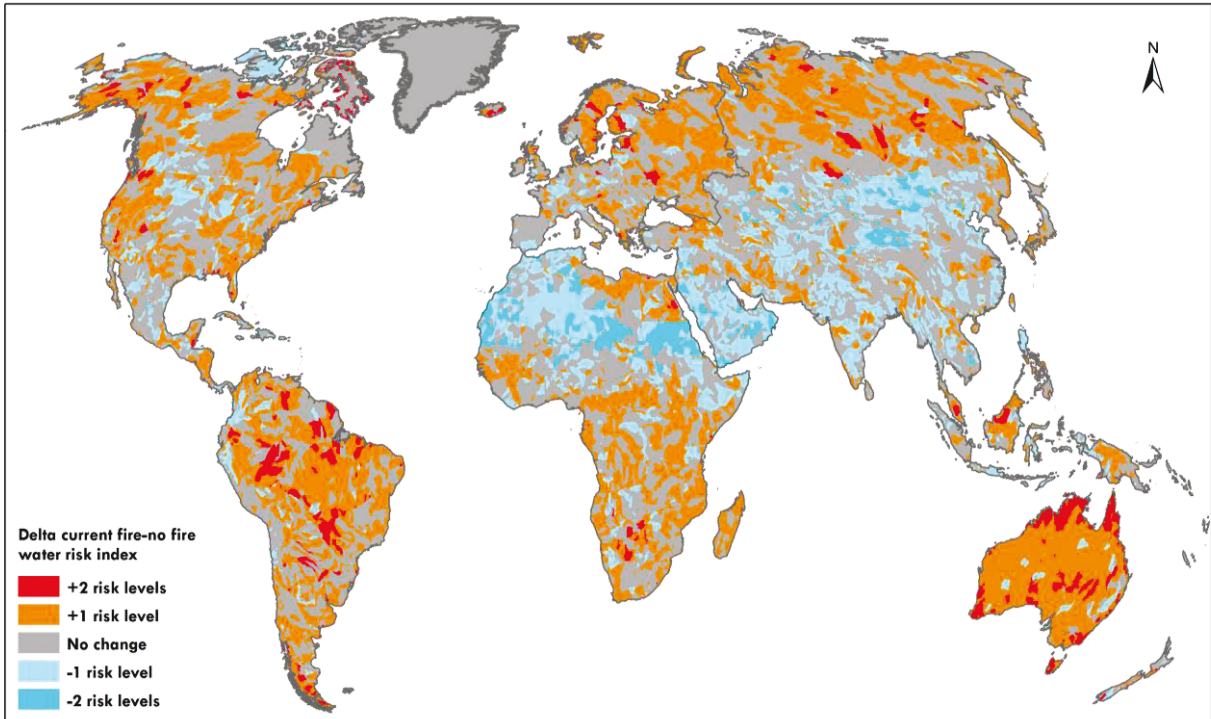 N
Delta current fire-no fire
water risk index
+2 risk levels
+1 risk level
No change
-1 risk level
-2 risk levels